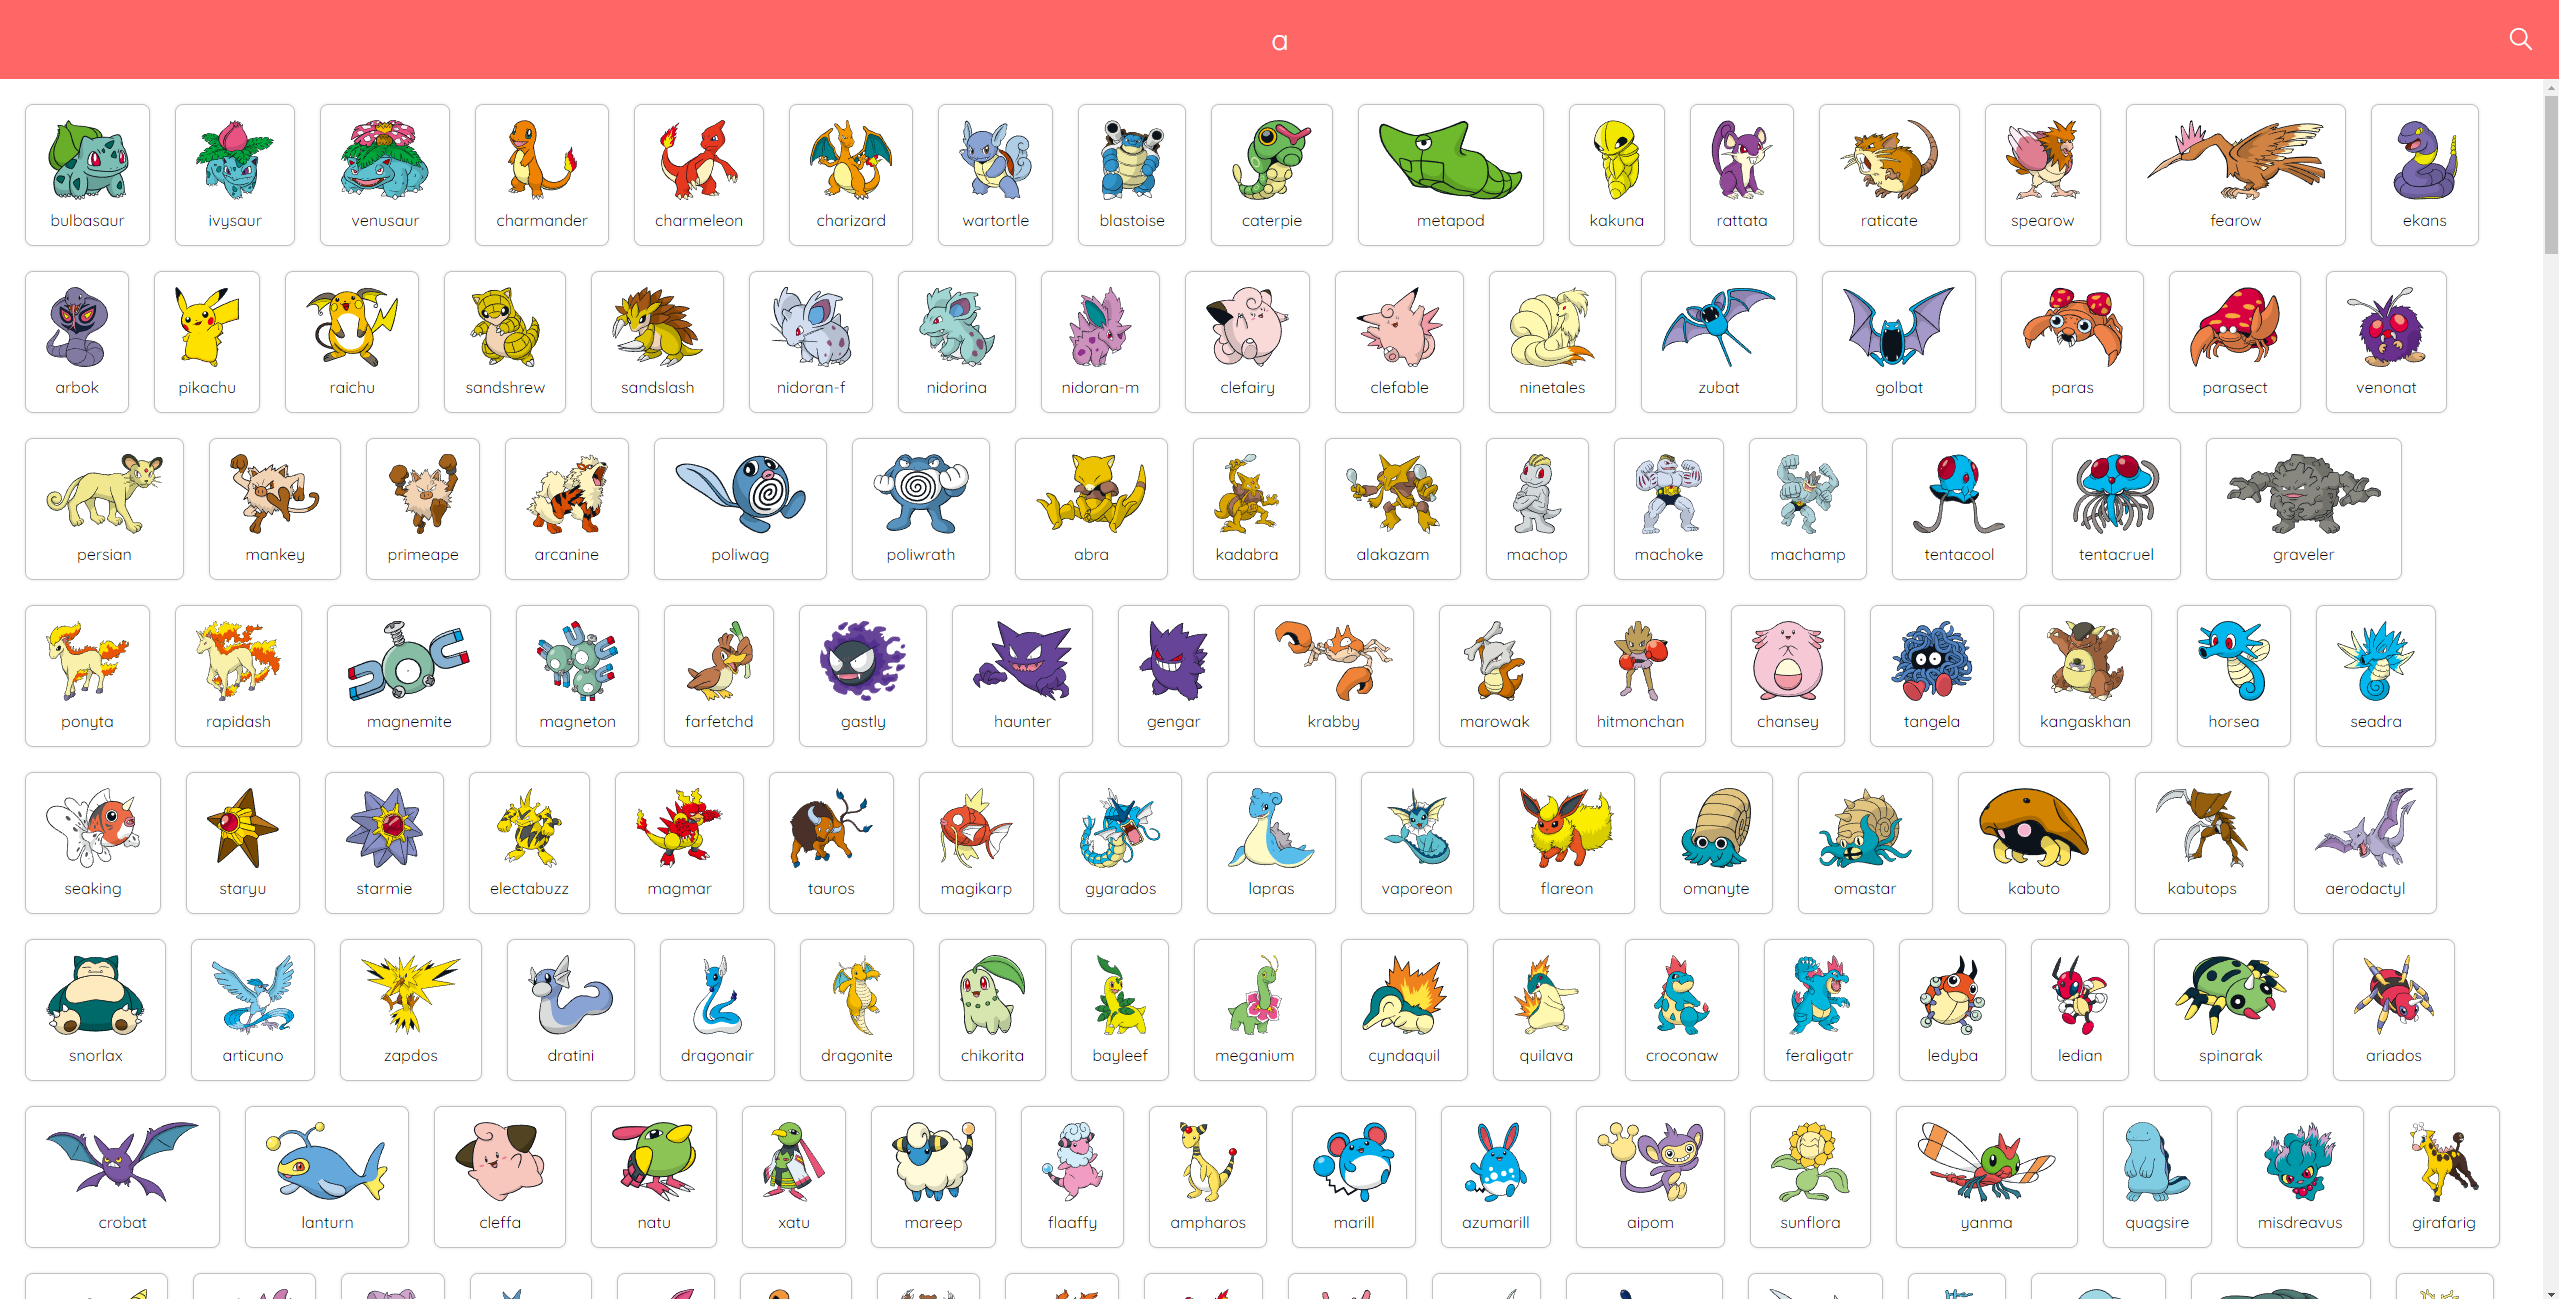 a
bulbasaur ivysaur venusaur charmander charmeleon charizard wartortle blastoise caterpie metapod kakuna rattata raticate spearow fearow ekans
arbok pikachu raichu sandshrew sandslash nidoran-f nidorina nidoran-m clefairy clefable ninetales zubat golbat paras parasect venonat
persian mankey primeape arcanine poliwag poliwrath abra kadabra alakazam machop machoke machamp tentacool tentacruel graveler
ponyta rapidash magnemite magneton farfetchd gastly haunter gengar krabby marowak hitmonchan chansey tangela kangaskhan horsea seadra
seaking staryu starmie electabuzz magmar tauros magikarp gyarados lapras vaporeon flareon omanyte omastar kabuto kabutops aerodactyl
snorlax articuno zapdos dratini dragonair dragonite chikorita bayleef meganium cyndaquil quilava croconaw feraligatr ledyba ledian spinarak ariados
crobat lanturn cleffa natu xatu mareep flaaffy ampharos marill azumarill aipom sunflora yanma quagsire misdreavus girafarig